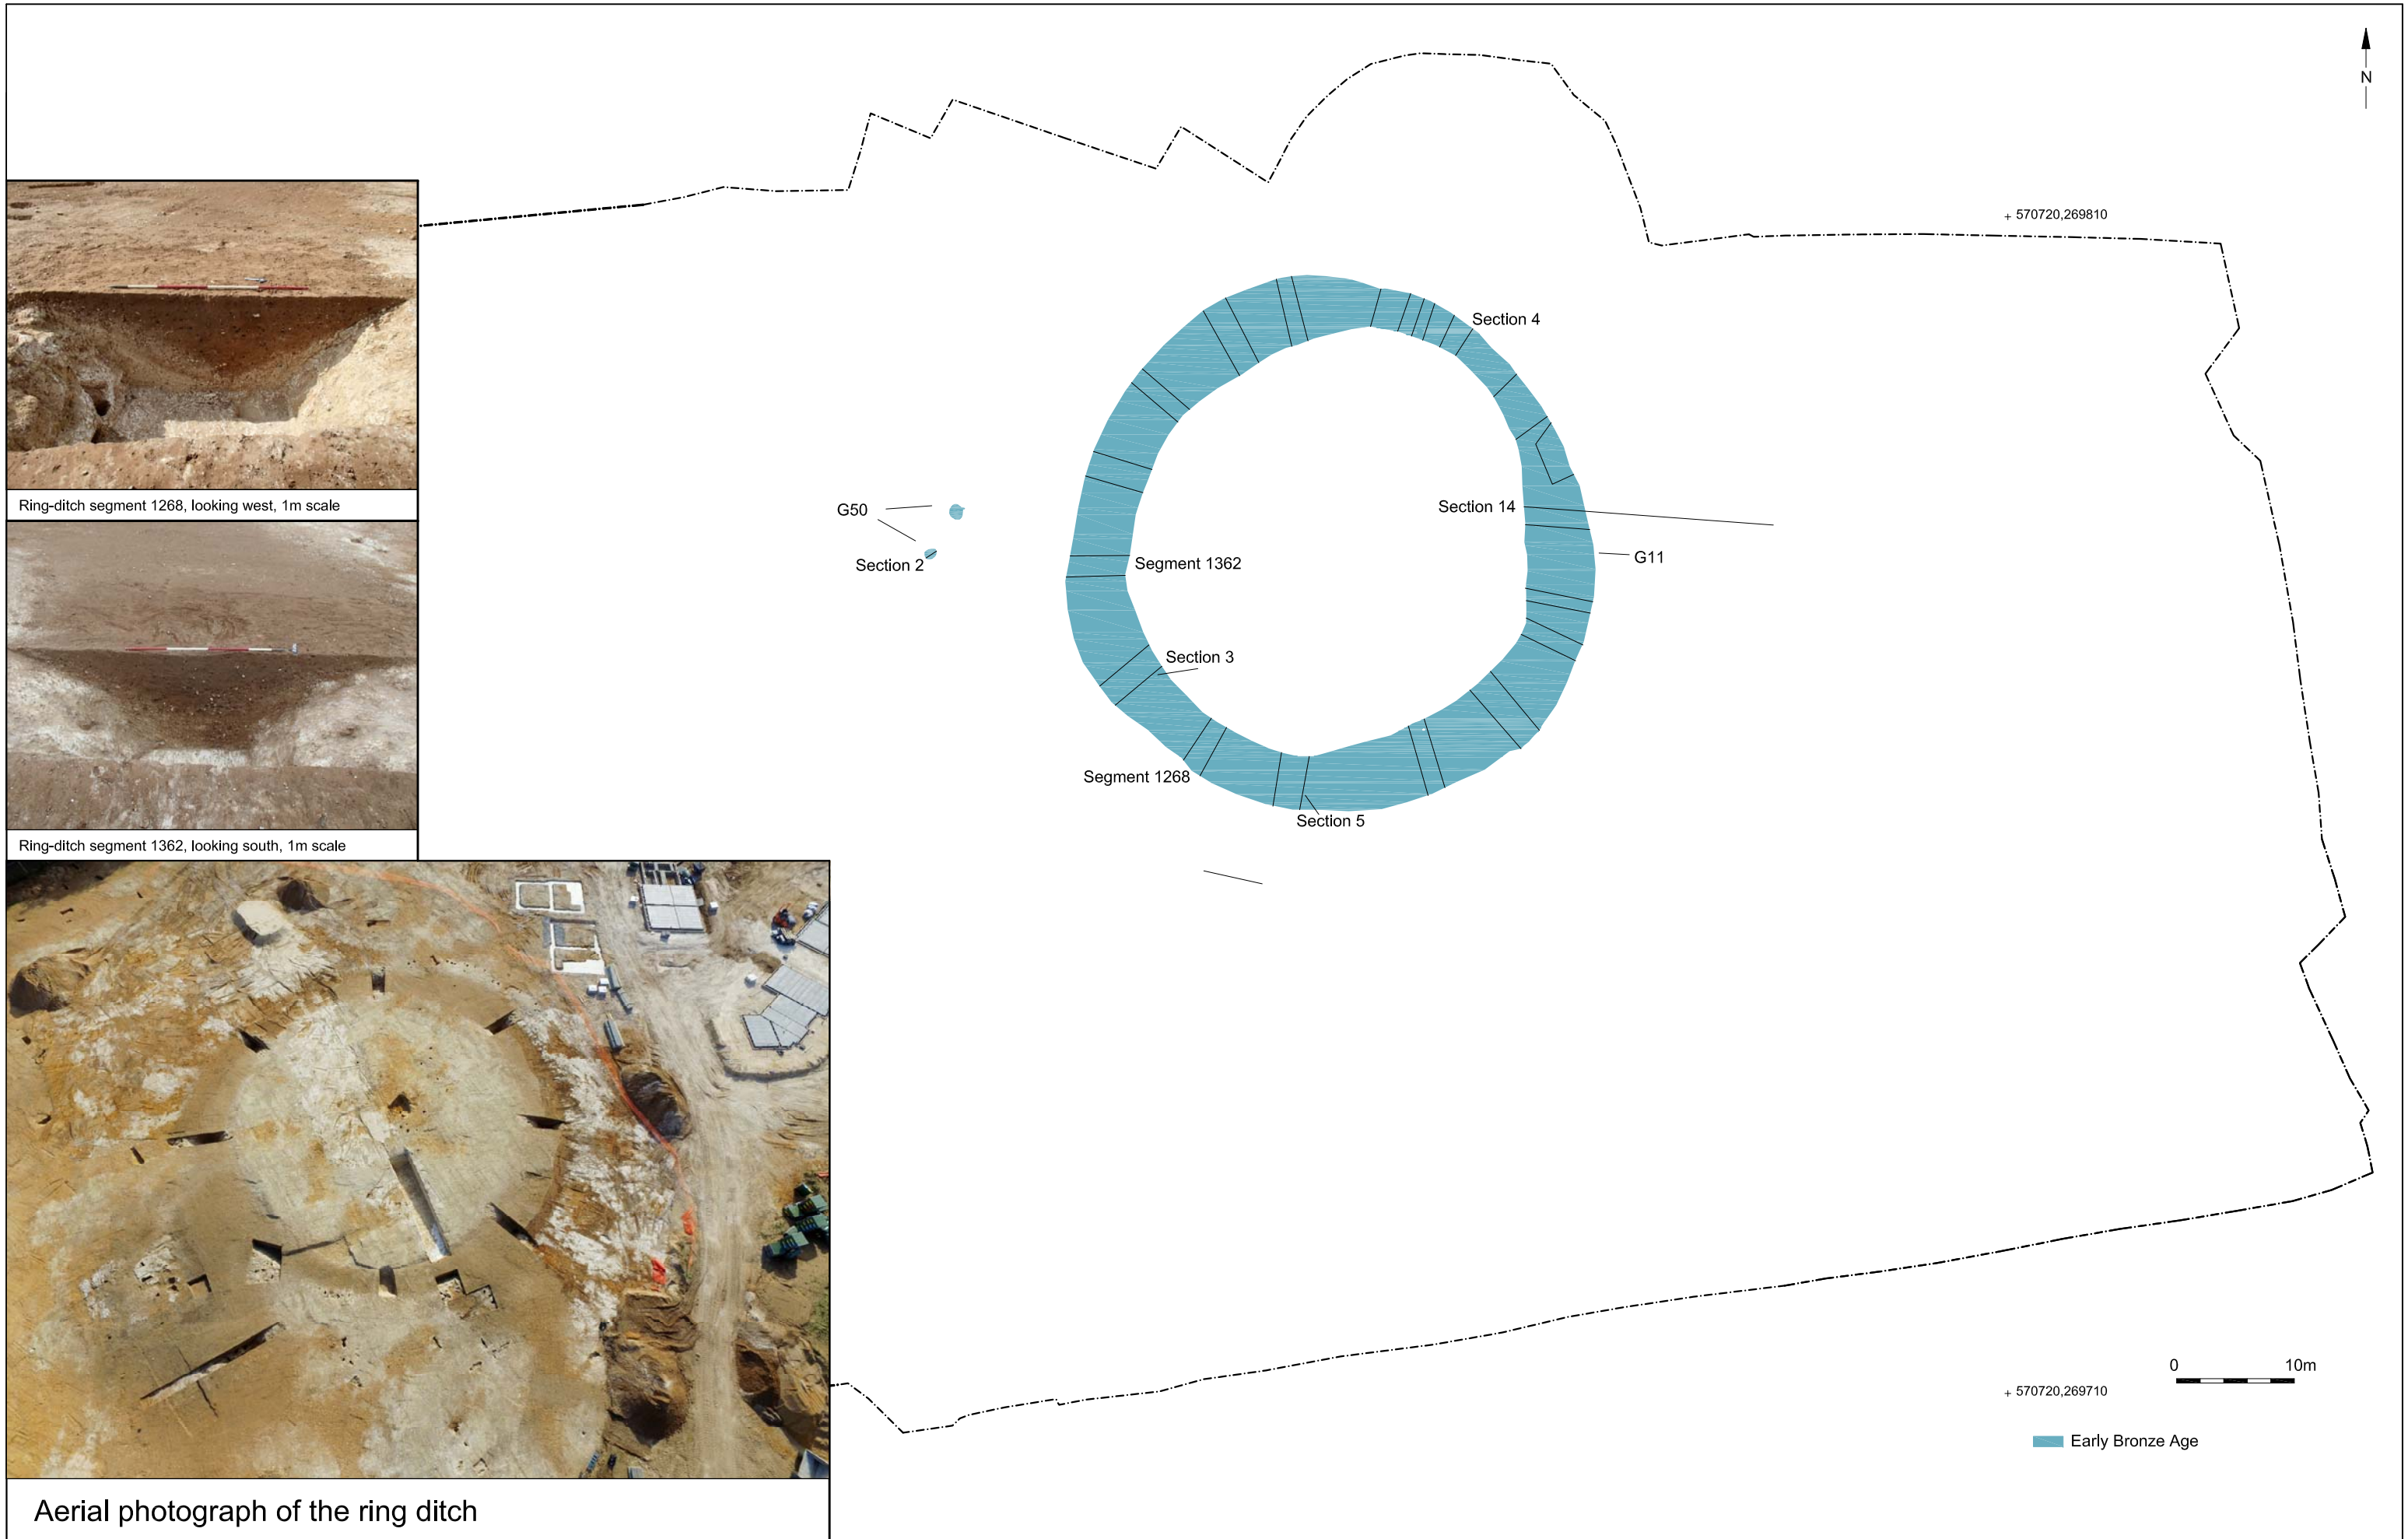 N
+ 570720,269810
Section 4
Ring-ditch segment 1268, looking west, 1m scale
G50
Section 14
G11
Section 2
Segment 1362
Section 3
Segment 1268
Section 5
Ring-ditch segment 1362, looking south, 1m scale
0 10m
+ 570720,269710
Early Bronze Age
Aerial photograph of the ring ditch